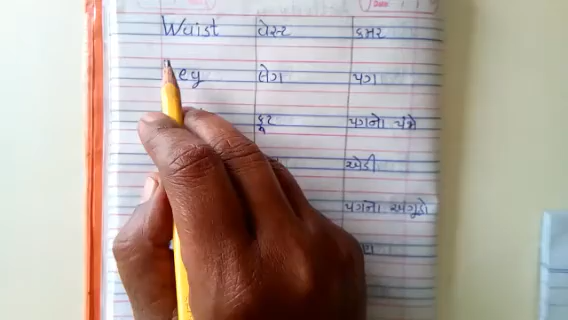 Waist વેસ્ટ કમર
Leg લેગ પગ
ફૂટ પગનો પંજો
એડી
પગનો અંગૂઠો